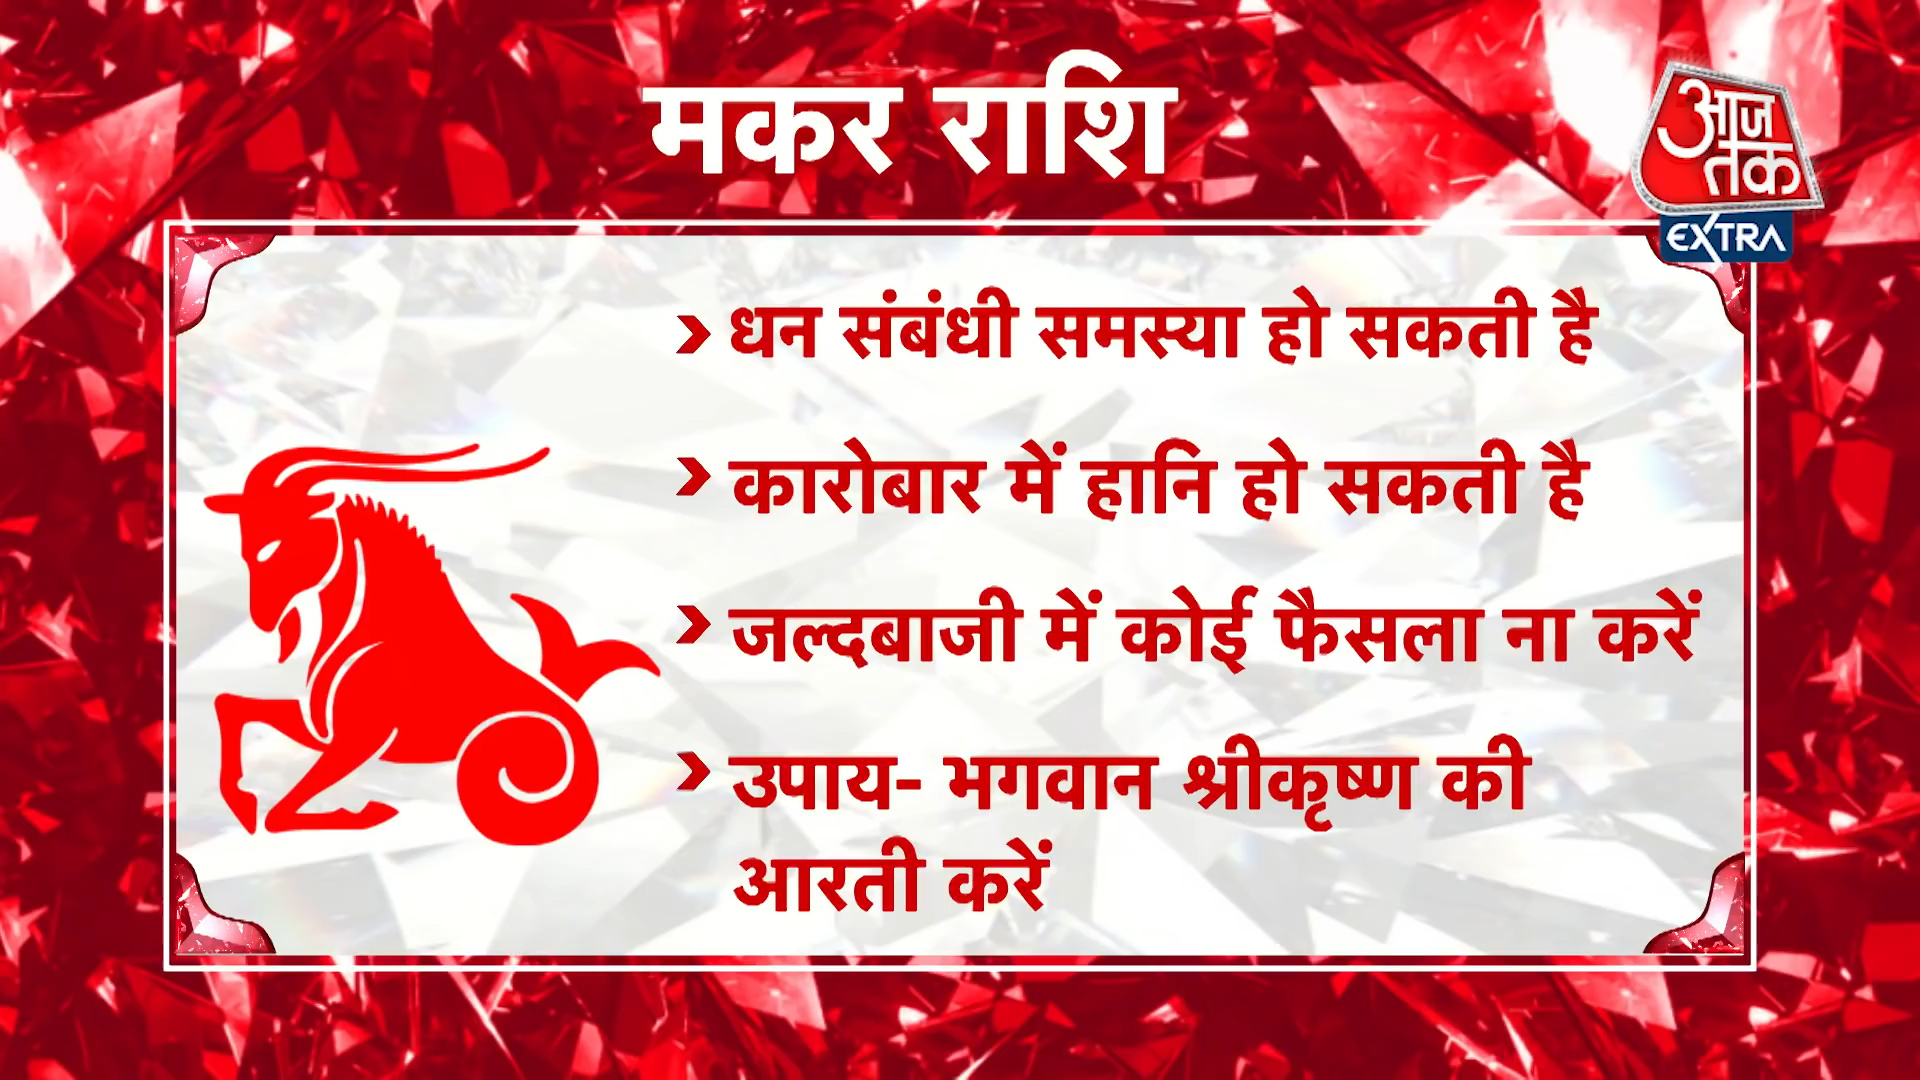 मकर राशि
आज
तक
EXTRA
धन संबंधी समस्या हो सकती है
कारोबार में हानि हो सकती है
जल्दबाजी में कोई फैसला ना करें
उपाय- भगवान श्रीकृष्ण की
आरती करें